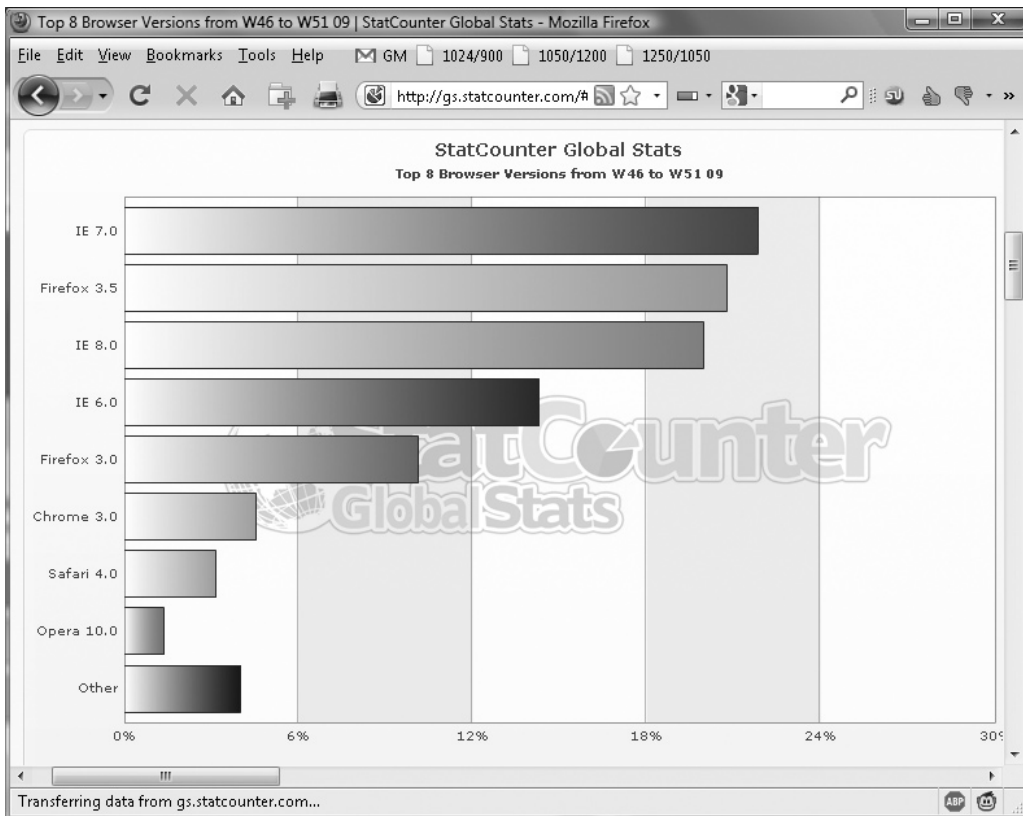 Top 8 Browser Versions from W46 to W51 09 | StatCounter Global Stats - Mozilla Firefox
File Edit View Bookmarks Tools Help GM 1024/900 1050/1200 1250/1050
http://gs.statcounter.com/#
StatCounter Global Stats
Top 8 Browser Versions from W46 to W51 09
IE 7.0
Firefox 3.5
IE 8.0
IE 6.0
Firefox 3.0
Chrome 3.0
Safari 4.0
Opera 10.0
Other
StatCounter
GlobalStats
0% 6% 12% 18% 24% 30%
Transferring data from gs.statcounter.com...
ABP